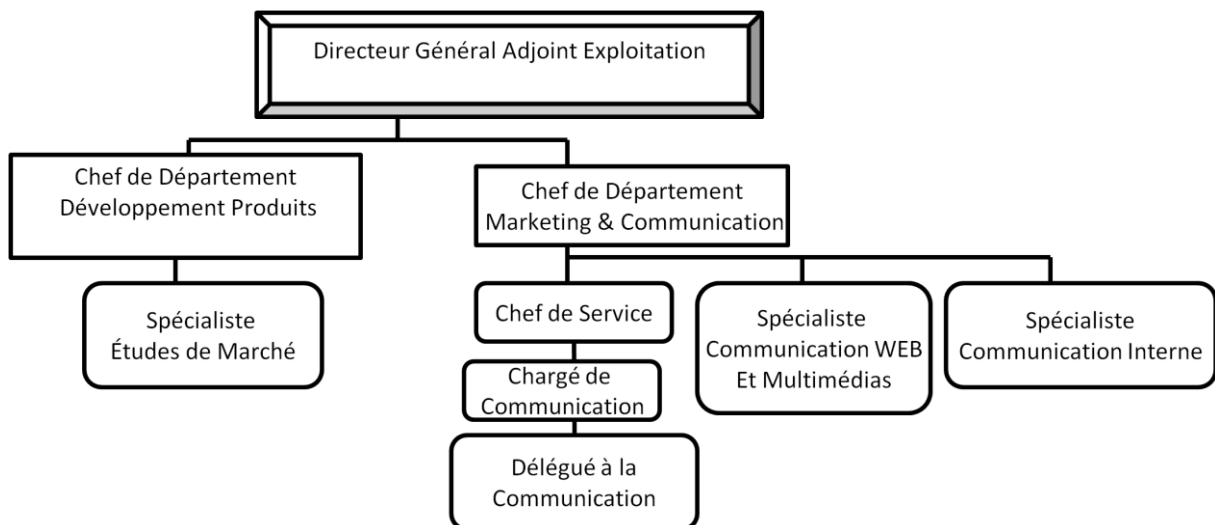 Directeur Général Adjoint Exploitation
Chef de Département
Développement Produits
Chef de Département
Marketing & Communication
Spécialiste
Études de Marché
Chef de Service
Spécialiste
Communication WEB
Et Multimédias
Spécialiste
Communication Interne
Chargé de
Communication
Délégué à la
Communication